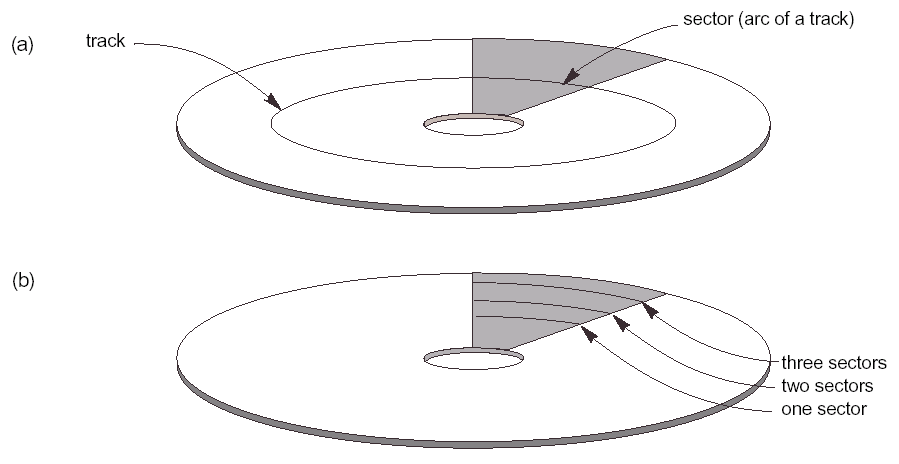 (a)
track
sector (arc of a track)
(b)
three sectors
two sectors
one sector